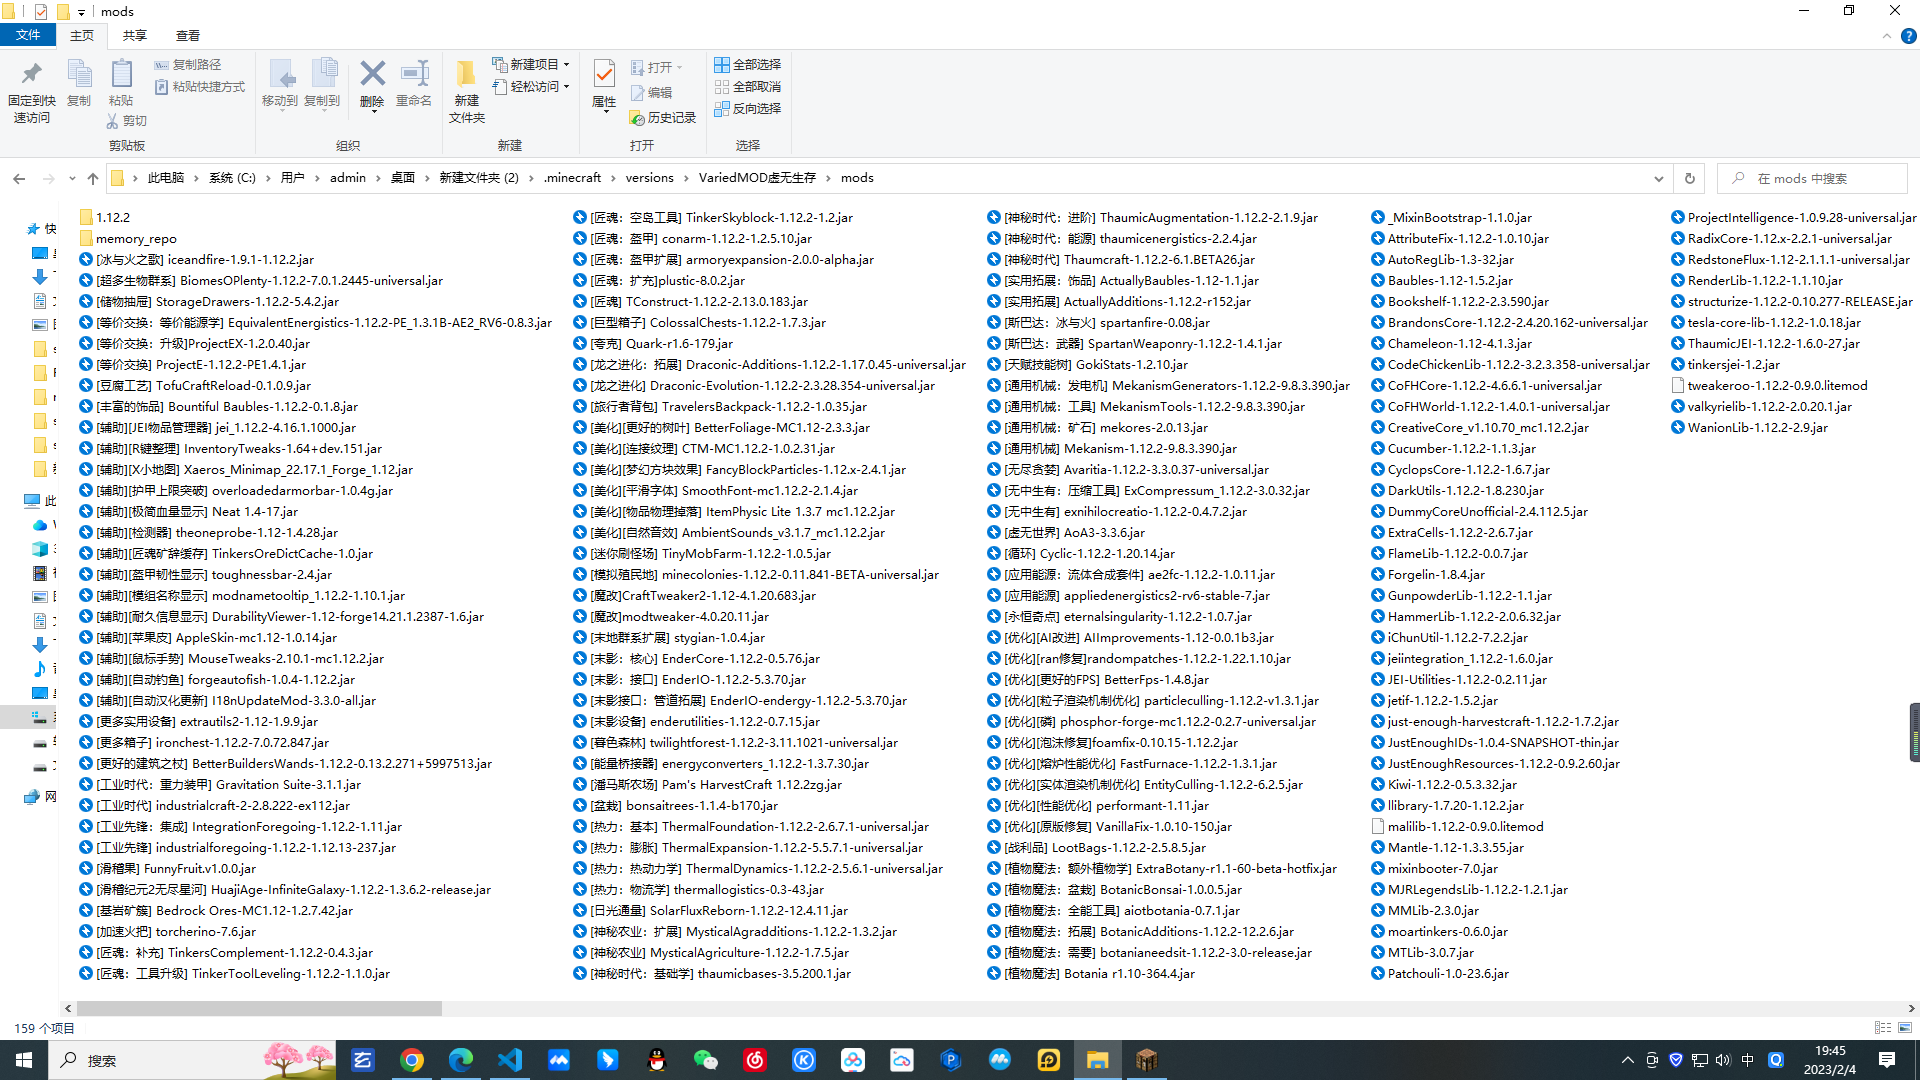 mods
文件 主页 共享 查看
固定到快速访问
复制
粘贴
复制路径
粘贴快捷方式
剪切
剪贴板
移动到
复制到
删除
重命名
组织
新建文件夹
新建项目
轻松访问
新建
属性
打开
编辑
历史记录
打开
全部选择
全部取消
反向选择
选择
此电脑 系统 (C:) 用户 admin 桌面 新建文件夹 (2) .minecraft versions VariedMOD虚无生存 mods
在 mods 中搜索
1.12.2
memory_repo
[冰与火之歌] iceandfire-1.9.1-1.12.2.jar
[超多生物群系] BiomesOPlenty-1.12.2-7.0.1.2445-universal.jar
[储物抽屉] StorageDrawers-1.12.2-5.4.2.jar
[等价交换：等价能源学] EquivalentEnergistics-1.12.2-PE_1.3.1B-AE2_RV6-0.8.3.jar
[等价交换：升级]ProjectEX-1.2.0.40.jar
[等价交换] ProjectE-1.12.2-PE1.4.1.jar
[豆腐工艺] TofuCraftReload-0.1.0.9.jar
[丰富的饰品] Bountiful Baubles-1.12.2-0.1.8.jar
[辅助][JEI物品管理器] jei_1.12.2-4.16.1.1000.jar
[辅助][R键整理] InventoryTweaks-1.64+dev.151.jar
[辅助][X小地图] Xaeros_Minimap_22.17.1_Forge_1.12.jar
[辅助][护甲上限突破] overloadedarmorbar-1.0.4g.jar
[辅助][极简血量显示] Neat 1.4-17.jar
[辅助][检测器] theoneprobe-1.12-1.4.28.jar
[辅助][匠魂矿辞缓存] TinkersOreDictCache-1.0.jar
[辅助][盔甲韧性显示] toughnessbar-2.4.jar
[辅助][模组名称显示] modnametooltip_1.12.2-1.10.1.jar
[辅助][耐久信息显示] DurabilityViewer-1.12-forge14.21.1.2387-1.6.jar
[辅助][苹果皮] AppleSkin-mc1.12-1.0.14.jar
[辅助][鼠标手势] MouseTweaks-2.10.1-mc1.12.2.jar
[辅助][自动钓鱼] forgeautofish-1.0.4-1.12.2.jar
[辅助][自动汉化更新] I18nUpdateMod-3.3.0-all.jar
[更多实用设备] extrautils2-1.12-1.9.9.jar
[更多箱子] ironchest-1.12.2-7.0.72.847.jar
[更好的建筑之杖] BetterBuildersWands-1.12.2-0.13.2.271+5997513.jar
[工业时代：重力装甲] Gravitation Suite-3.1.1.jar
[工业时代] industrialcraft-2-2.8.222-ex112.jar
[工业先锋：集成] IntegrationForegoing-1.12.2-1.11.jar
[工业先锋] industrialforegoing-1.12.2-1.12.13-237.jar
[滑稽果] FunnyFruit.v1.0.0.jar
[滑稽纪元2无尽星河] HuajiAge-InfiniteGalaxy-1.12.2-1.3.6.2-release.jar
[基岩矿簇] Bedrock Ores-MC1.12-1.2.7.42.jar
[加速火把] torcherino-7.6.jar
[匠魂：补充] TinkersComplement-1.12.2-0.4.3.jar
[匠魂：工具升级] TinkerToolLeveling-1.12.2-1.1.0.jar
[匠魂：空岛工具] TinkerSkyblock-1.12.2-1.2.jar
[匠魂：盔甲] conarm-1.12.2-1.2.5.10.jar
[匠魂：盔甲扩展] armoryexpansion-2.0.0-alpha.jar
[匠魂：扩充]plustic-8.0.2.jar
[匠魂] TConstruct-1.12.2-2.13.0.183.jar
[巨型箱子] ColossalChests-1.12.2-1.7.3.jar
[夸克] Quark-r1.6-179.jar
[龙之进化：拓展] Draconic-Additions-1.12.2-1.17.0.45-universal.jar
[龙之进化] Draconic-Evolution-1.12.2-2.3.28.354-universal.jar
[旅行者背包] TravelersBackpack-1.12.2-1.0.35.jar
[美化][更好的树叶] BetterFoliage-MC1.12-2.3.3.jar
[美化][连接纹理] CTM-MC1.12.2-1.0.2.31.jar
[美化][梦幻方块效果] FancyBlockParticles-1.12.x-2.4.1.jar
[美化][平滑字体] SmoothFont-mc1.12.2-2.1.4.jar
[美化][物品物理掉落] ItemPhysic Lite 1.3.7 mc1.12.2.jar
[美化][自然音效] AmbientSounds_v3.1.7_mc1.12.2.jar
[迷你刷怪场] TinyMobFarm-1.12.2-1.0.5.jar
[模拟殖民地] minecolonies-1.12.2-0.11.841-BETA-universal.jar
[魔改]CraftTweaker2-1.12-4.1.20.683.jar
[魔改]modtweaker-4.0.20.11.jar
[末地群系扩展] stygian-1.0.4.jar
[末影：核心] EnderCore-1.12.2-0.5.76.jar
[末影：接口] EnderIO-1.12.2-5.3.70.jar
[末影接口：管道拓展] EnderIO-endergy-1.12.2-5.3.70.jar
[末影设备] enderutilities-1.12.2-0.7.15.jar
[暮色森林] twilightforest-1.12.2-3.11.1021-universal.jar
[能量桥接器] energyconverters_1.12.2-1.3.7.30.jar
[潘马斯农场] Pam's HarvestCraft 1.12.2zg.jar
[盆栽] bonsaitrees-1.1.4-b170.jar
[热力：基本] ThermalFoundation-1.12.2-2.6.7.1-universal.jar
[热力：膨胀] ThermalExpansion-1.12.2-5.5.7.1-universal.jar
[热力：热动力学] ThermalDynamics-1.12.2-2.5.6.1-universal.jar
[热力：物流学] thermallogistics-0.3-43.jar
[日光通量] SolarFluxReborn-1.12.2-12.4.11.jar
[神秘农业：扩展] MysticalAgradditions-1.12.2-1.3.2.jar
[神秘农业] MysticalAgriculture-1.12.2-1.7.5.jar
[神秘时代：基础学] thaumicbases-3.5.200.1.jar
[神秘时代：进阶] ThaumicAugmentation-1.12.2-2.1.9.jar
[神秘时代：能源] thaumicenergistics-2.2.4.jar
[神秘时代] Thaumcraft-1.12.2-6.1.BETA26.jar
[实用拓展：饰品] ActuallyBaubles-1.12-1.1.jar
[实用拓展] ActuallyAdditions-1.12.2-r152.jar
[斯巴达：冰与火] spartanfire-0.08.jar
[斯巴达：武器] SpartanWeaponry-1.12.2-1.4.1.jar
[天赋技能树] GokiStats-1.2.10.jar
[通用机械：发电机] MekanismGenerators-1.12.2-9.8.3.390.jar
[通用机械：工具] MekanismTools-1.12.2-9.8.3.390.jar
[通用机械：矿石] mekores-2.0.13.jar
[通用机械] Mekanism-1.12.2-9.8.3.390.jar
[无尽贪婪] Avaritia-1.12.2-3.3.0.37-universal.jar
[无中生有：压缩工具] ExCompressum_1.12.2-3.0.32.jar
[无中生有] exnihilocreatio-1.12.2-0.4.7.2.jar
[虚无世界] AoA3-3.3.6.jar
[循环] Cyclic-1.12.2-1.20.14.jar
[应用能源：流体合成套件] ae2fc-1.12.2-1.0.11.jar
[应用能源] appliedenergistics2-rv6-stable-7.jar
[永恒奇点] eternalsingularity-1.12.2-1.0.7.jar
[优化][AI改进] AIImprovements-1.12-0.0.1b3.jar
[优化][ran修复]randompatches-1.12.2-1.22.1.10.jar
[优化][更好的FPS] BetterFps-1.4.8.jar
[优化][粒子渲染机制优化] particleculling-1.12.2-v1.3.1.jar
[优化][磷] phosphor-forge-mc1.12.2-0.2.7-universal.jar
[优化][泡沫修复]foamfix-0.10.15-1.12.2.jar
[优化][熔炉性能优化] FastFurnace-1.12.2-1.3.1.jar
[优化][实体渲染机制优化] EntityCulling-1.12.2-6.2.5.jar
[优化][性能优化] performant-1.11.jar
[优化][原版修复] VanillaFix-1.0.10-150.jar
[战利品] LootBags-1.12.2-2.5.8.5.jar
[植物魔法：额外植物学] ExtraBotany-r1.1-60-beta-hotfix.jar
[植物魔法：盆栽] BotanicBonsai-1.0.0.5.jar
[植物魔法：全能工具] aiotbotania-0.7.1.jar
[植物魔法：拓展] BotanicAdditions-1.12.2-12.2.6.jar
[植物魔法：需要] botanianeedsit-1.12.2-3.0-release.jar
[植物魔法] Botania r1.10-364.4.jar
_MixinBootstrap-1.1.0.jar
AttributeFix-1.12.2-1.0.10.jar
AutoRegLib-1.3-32.jar
Baubles-1.12-1.5.2.jar
Bookshelf-1.12.2-2.3.590.jar
BrandonsCore-1.12.2-2.4.20.162-universal.jar
Chameleon-1.12-4.1.3.jar
CodeChickenLib-1.12.2-3.2.3.358-universal.jar
CoFHCore-1.12.2-4.6.6.1-universal.jar
CoFHWorld-1.12.2-1.4.0.1-universal.jar
CreativeCore_v1.10.70_mc1.12.2.jar
Cucumber-1.12.2-1.1.3.jar
CyclopsCore-1.12.2-1.6.7.jar
DarkUtils-1.12.2-1.8.230.jar
DummyCoreUnofficial-2.4.112.5.jar
ExtraCells-1.12.2-2.6.7.jar
FlameLib-1.12.2-0.0.7.jar
Forgelin-1.8.4.jar
GunpowderLib-1.12.2-1.1.jar
HammerLib-1.12.2-2.0.6.32.jar
iChunUtil-1.12.2-7.2.2.jar
jeiintegration_1.12.2-1.6.0.jar
JEI-Utilities-1.12.2-0.2.11.jar
jetif-1.12.2-1.5.2.jar
just-enough-harvestcraft-1.12.2-1.7.2.jar
JustEnoughIDs-1.0.4-SNAPSHOT-thin.jar
JustEnoughResources-1.12.2-0.9.2.60.jar
Kiwi-1.12.2-0.5.3.32.jar
llibrary-1.7.20-1.12.2.jar
malilib-1.12.2-0.9.0.litemod
Mantle-1.12-1.3.3.55.jar
mixinbooter-7.0.jar
MJRLegendsLib-1.12.2-1.2.1.jar
MMLib-2.3.0.jar
moartinkers-0.6.0.jar
MTLib-3.0.7.jar
Patchouli-1.0-23.6.jar
ProjectIntelligence-1.0.9.28-universal.jar
RadixCore-1.12.x-2.2.1-universal.jar
RedstoneFlux-1.12-2.1.1.1-universal.jar
RenderLib-1.12.2-1.1.10.jar
structurize-1.12.2-0.10.277-RELEASE.jar
tesla-core-lib-1.12.2-1.0.18.jar
ThaumicJEI-1.12.2-1.6.0-27.jar
tinkersjei-1.2.jar
tweakeroo-1.12.2-0.9.0.litemod
valkyrielib-1.12.2-2.0.20.1.jar
WanionLib-1.12.2-2.9.jar
159 个项目
搜索
中
19:45
2023/2/4